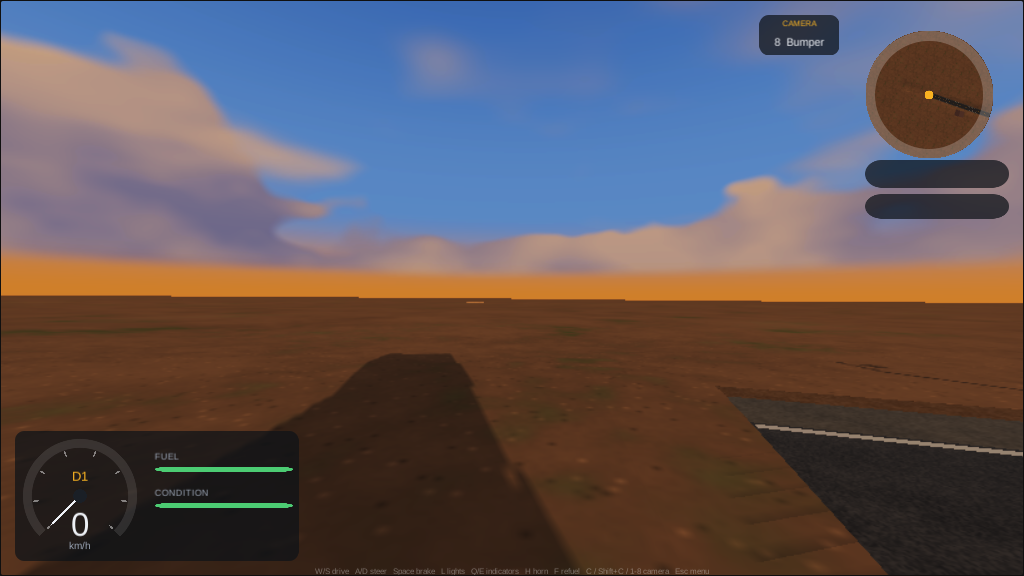 CAMERA
8 Bumper
D1
0
km/h
FUEL
CONDITION
W/S drive A/D steer Space brake L lights Q/E indicators H horn F refuel C / Shift+C / 1-8 camera Esc menu